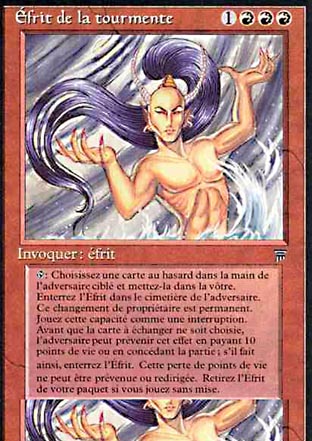 Éfrit de la tourmente 1
Invoquer : éfrit
: Choisissez une carte au hasard dans la main de
l'adversaire ciblé et mettez-la dans la vôtre.
Enterrez l'Efrit dans le cimetière de l'adversaire.
Ce changement de propriétaire est permanent.
Jouez cette capacité comme une interruption.
Avant que la carte à échanger ne soit choisie,
l'adversaire peut prévenir cet effet en payant 10
points de vie ou en concédant la partie ; s'il fait
ainsi, enterrez l'Efrit. Cette perte de points de vie
ne peut être prévenue ou redirigée. Retirez l'Efrit
de votre paquet si vous jouez sans mise.